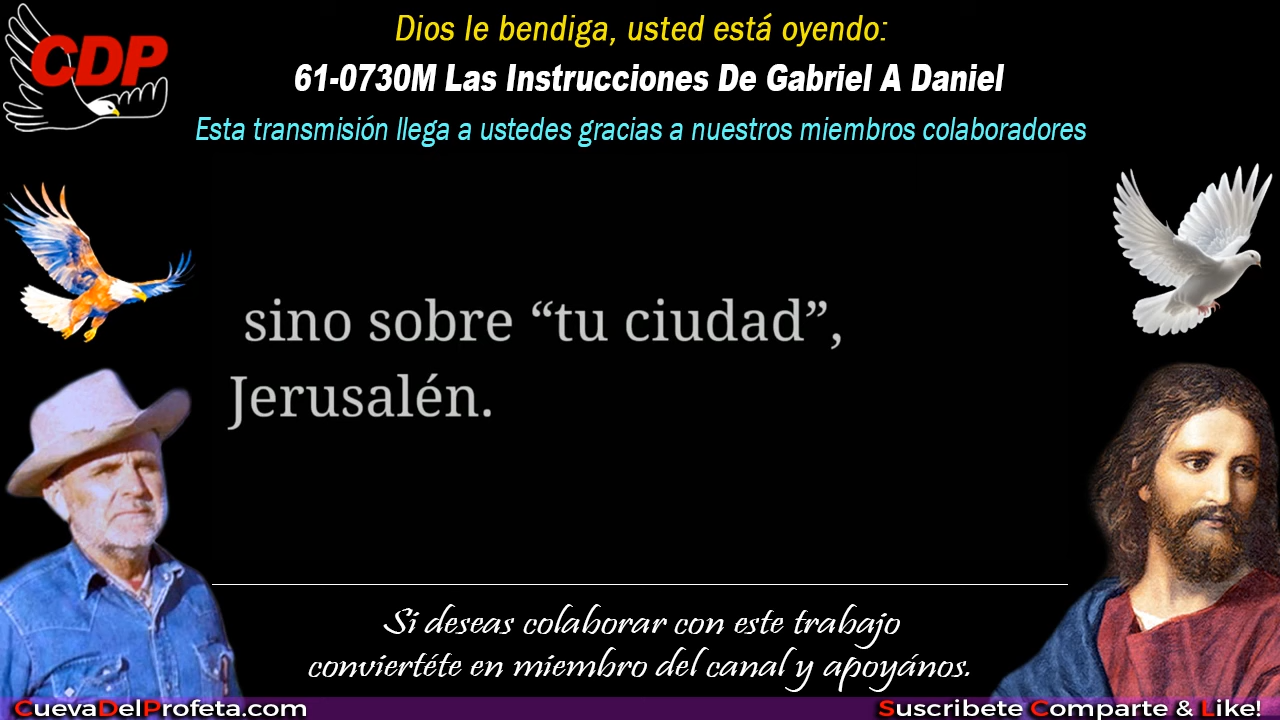 CDP
Dios le bendiga, usted está oyendo:
61-0730M Las Instrucciones De Gabriel A Daniel
Esta transmisión llega a ustedes gracias a nuestros miembros colaboradores
sino sobre “tu ciudad”,
Jerusalén.
Si deseas colaborar con este trabajo
conviertéte en miembro del canal y apoyános.
CuevaDelProfeta.com
Suscribete Comparte & Like!